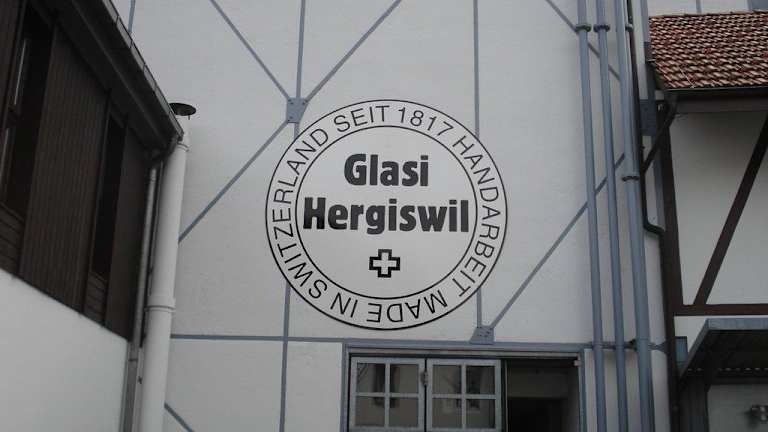 Glasi
Hergiswil
SEIT 1817 HANDARBEIT MADE IN SWITZERLAND